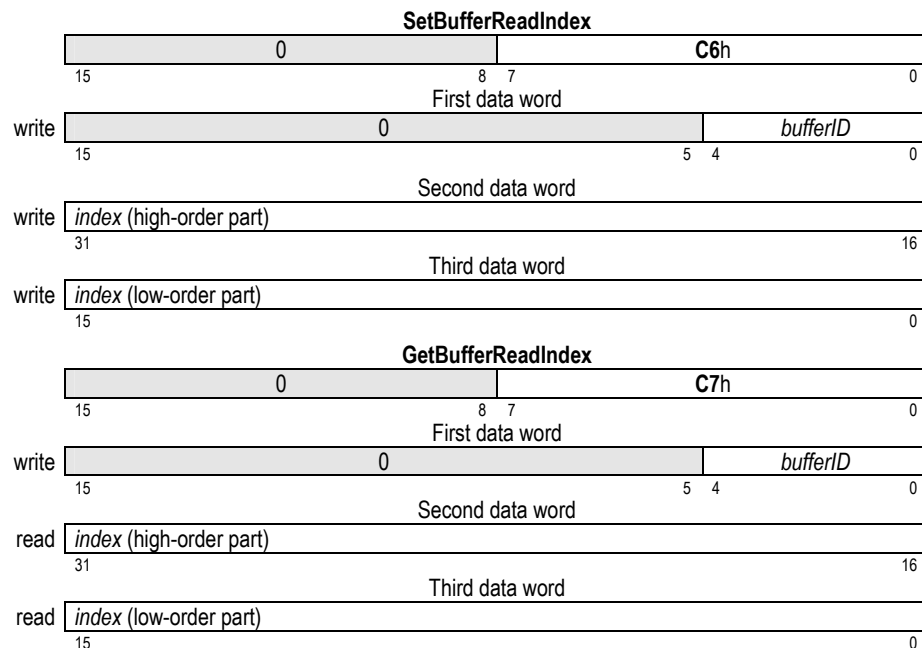 SetBufferReadIndex
0 C6h
15 8 7 0
First data word
write 0 bufferID
15 5 4 0
Second data word
write index (high-order part)
31 16
Third data word
write index (low-order part)
15 0
GetBufferReadIndex
0 C7h
15 8 7 0
First data word
write 0 bufferID
15 5 4 0
Second data word
read index (high-order part)
31 16
Third data word
read index (low-order part)
15 0